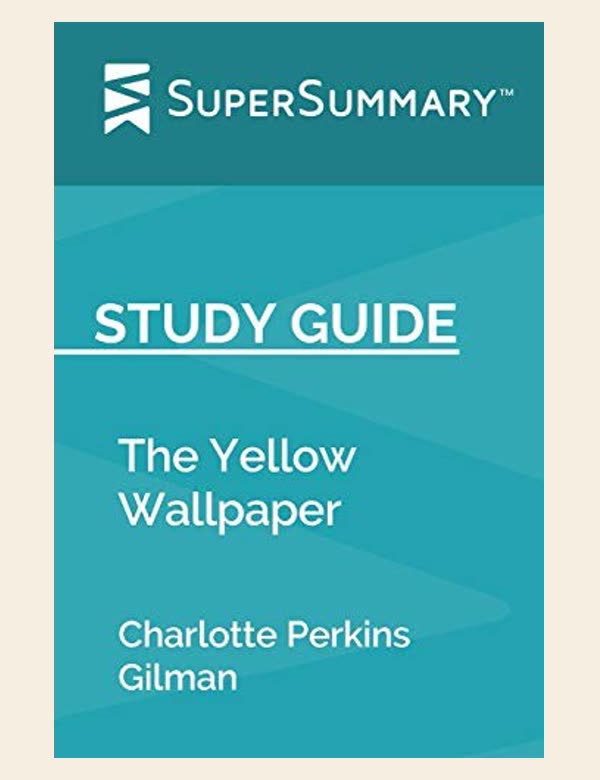 SuperSummary™
STUDY GUIDE
The Yellow
Wallpaper
Charlotte Perkins
Gilman